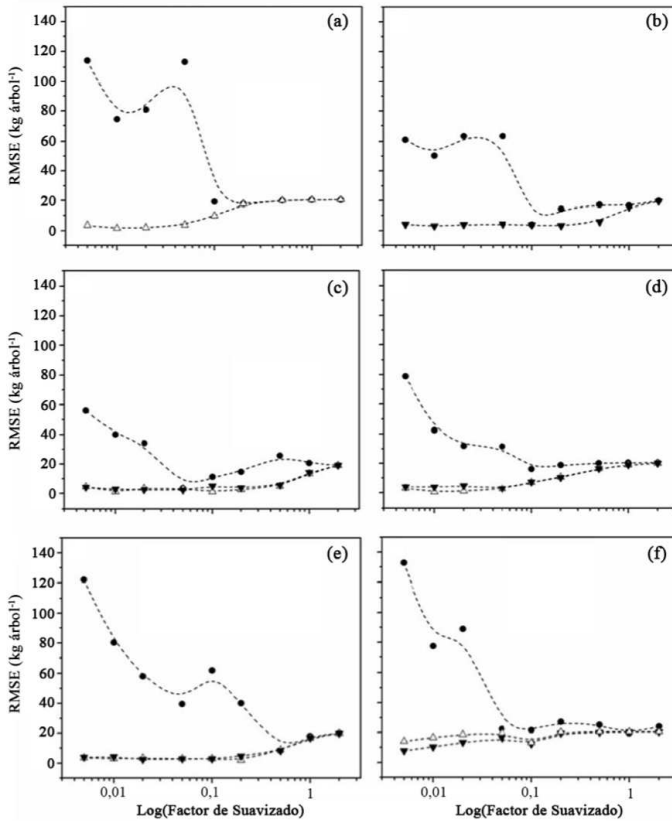 140
120
100
80
60
40
20
0
RMSE (kg árbol⁻¹)
(a)
(b)
140
120
100
80
60
40
20
0
RMSE (kg árbol⁻¹)
(c)
(d)
140
120
100
80
60
40
20
0
RMSE (kg árbol⁻¹)
(e)
(f)
0,01 0,1 1
0,01 0,1 1
Log(Factor de Suavizado)
Log(Factor de Suavizado)